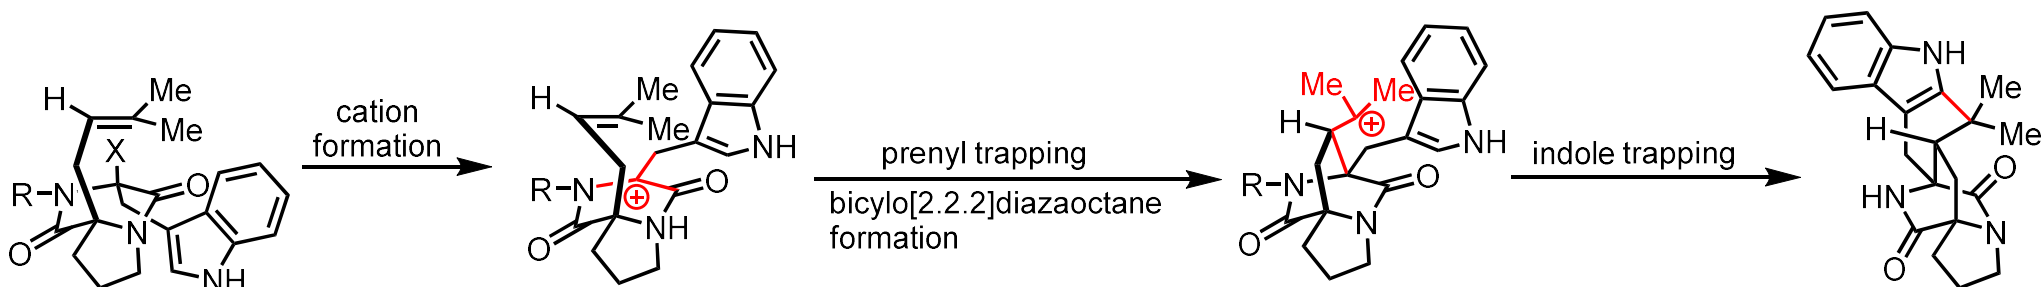 H
Me
Me
X
R-N
O
O
N
NH
cation
formation
H
Me
Me
NH
R-N
O
⊕
O
NH
prenyl trapping
bicylo[2.2.2]diazaoctane
formation
Me
Me
H
⊕
NH
R-N
O
O
N
indole trapping
NH
Me
H
Me
O
HN
N
O